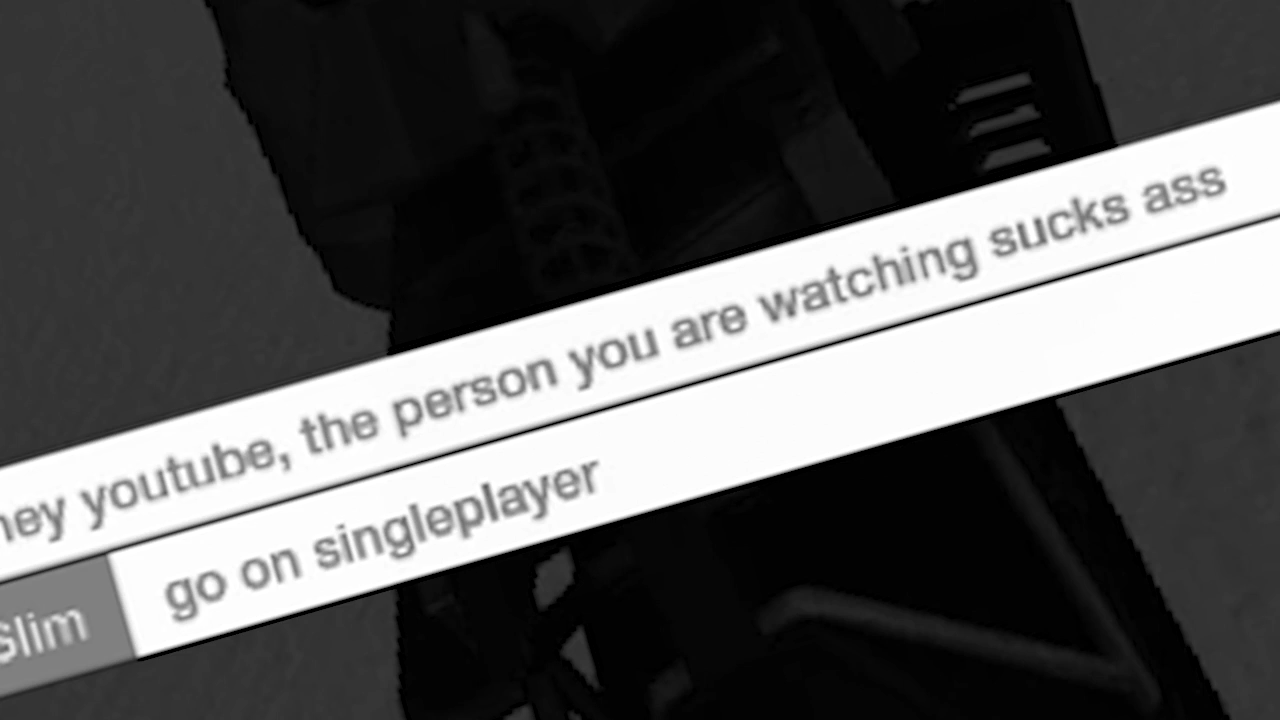 hey youtube, the person you are watching sucks ass
Slim go on singleplayer